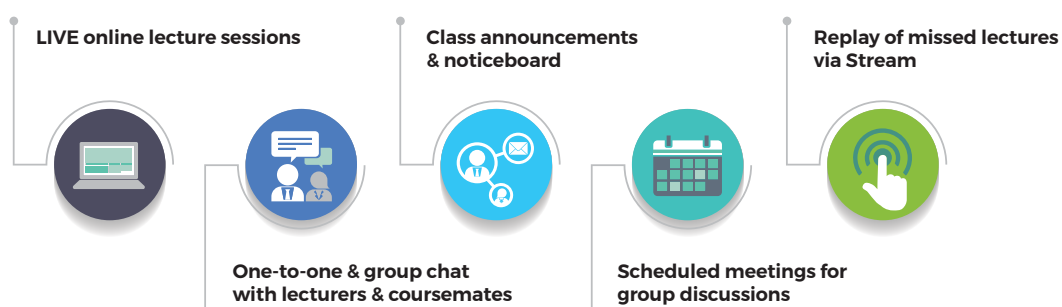 LIVE online lecture sessions
Class announcements
& noticeboard
Replay of missed lectures
via Stream
One-to-one & group chat
with lecturers & coursemates
Scheduled meetings for
group discussions